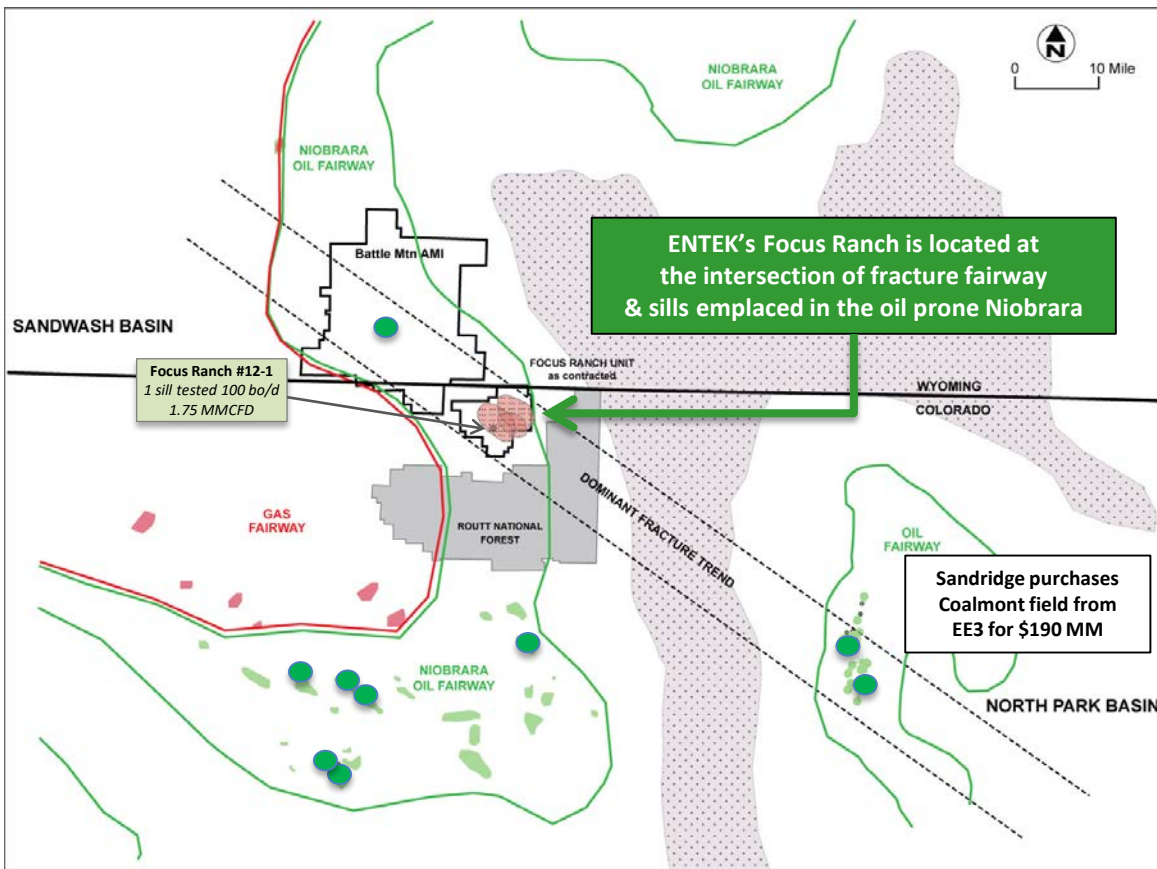 NIOBRARA
OIL FAIRWAY
N
0 10 Mile
NIOBRARA
OIL FAIRWAY
ENTEK’s Focus Ranch is located at
the intersection of fracture fairway
& sills emplaced in the oil prone Niobrara
Battle Mtn AMI
SANDWASH BASIN
FOCUS RANCH UNIT
as contracted
Focus Ranch #12-1
1 sill tested 100 bo/d
1.75 MMCFD
WYOMING
COLORADO
DOMINANT FRACTURE TREND
GAS
FAIRWAY
ROUTT NATIONAL
FOREST
OIL
FAIRWAY
Sandridge purchases
Coalmont field from
EE3 for $190 MM
NIOBRARA
OIL FAIRWAY
NORTH PARK BASIN